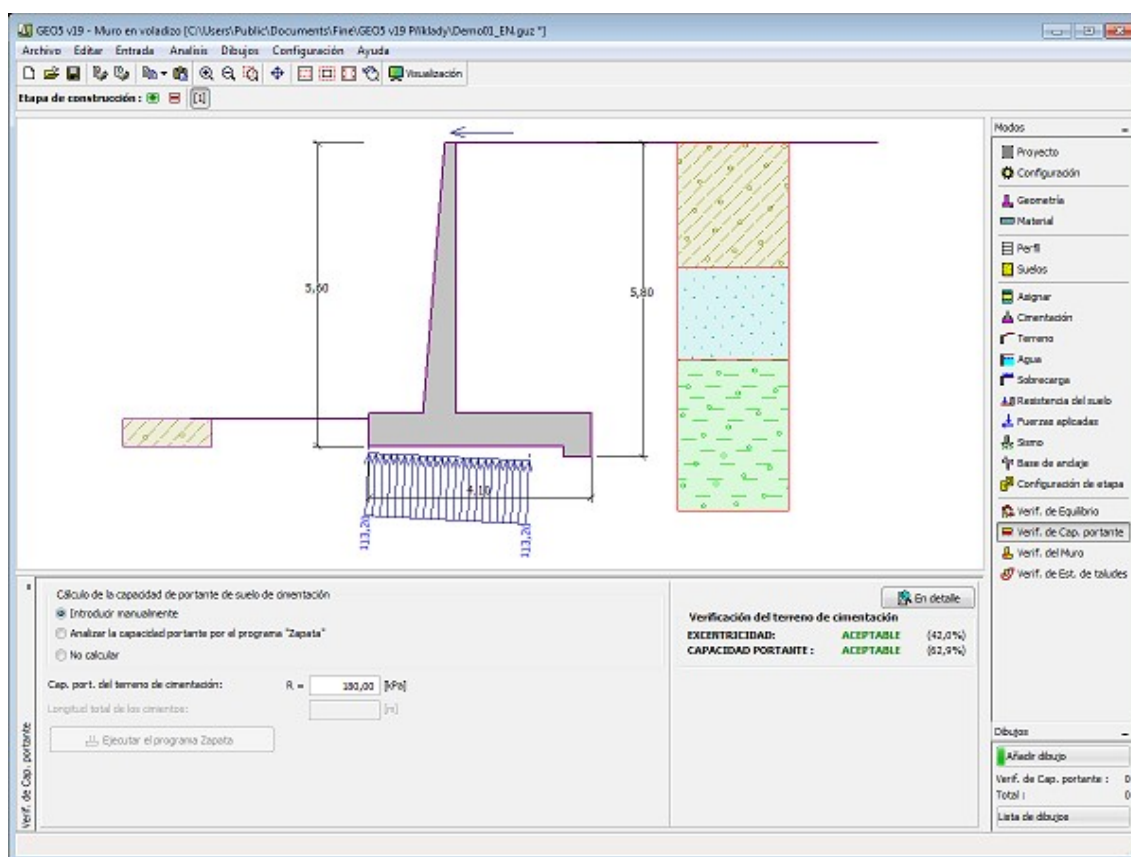 GEO5 v19 - Muro en voladizo [C:\Users\Public\Documents\Fine\GEO5 v19 Příklady\Demo01_EN.guz *]
Archivo Editar Entrada Analisis Dibujos Configuración Ayuda
Visualización
Etapa de construcción : [1]
5,60
5,80
4,10
113,20
113,20
Modos
Proyecto
Configuración
Geometría
Material
Perfil
Suelos
Asignar
Cimentación
Terreno
Agua
Sobrecarga
Resistencia del suelo
Fuerzas aplicadas
Sismo
Base de anclaje
Configuración de etapa
Verif. de Equilibrio
Verif. de Cap. portante
Verif. del Muro
Verif. de Est. de taludes
Verif. de Cap. portante
Cálculo de la capacidad de portante de suelo de cimentación
Introducir manualmente
Analizar la capacidad portante por el programa "Zapata"
No calcular
Cap. port. del terreno de cimentación: R = 180,00 [kPa]
Longitud total de los cimentos: [m]
Ejecutar el programa Zapata
En detalle
Verificación del terreno de cimentación
EXCENTRICIDAD: ACEPTABLE (42,0%)
CAPACIDAD PORTANTE : ACEPTABLE (62,9%)
Dibujos
Añadir dibujo
Verif. de Cap. portante : 0
Total : 0
Lista de dibujos